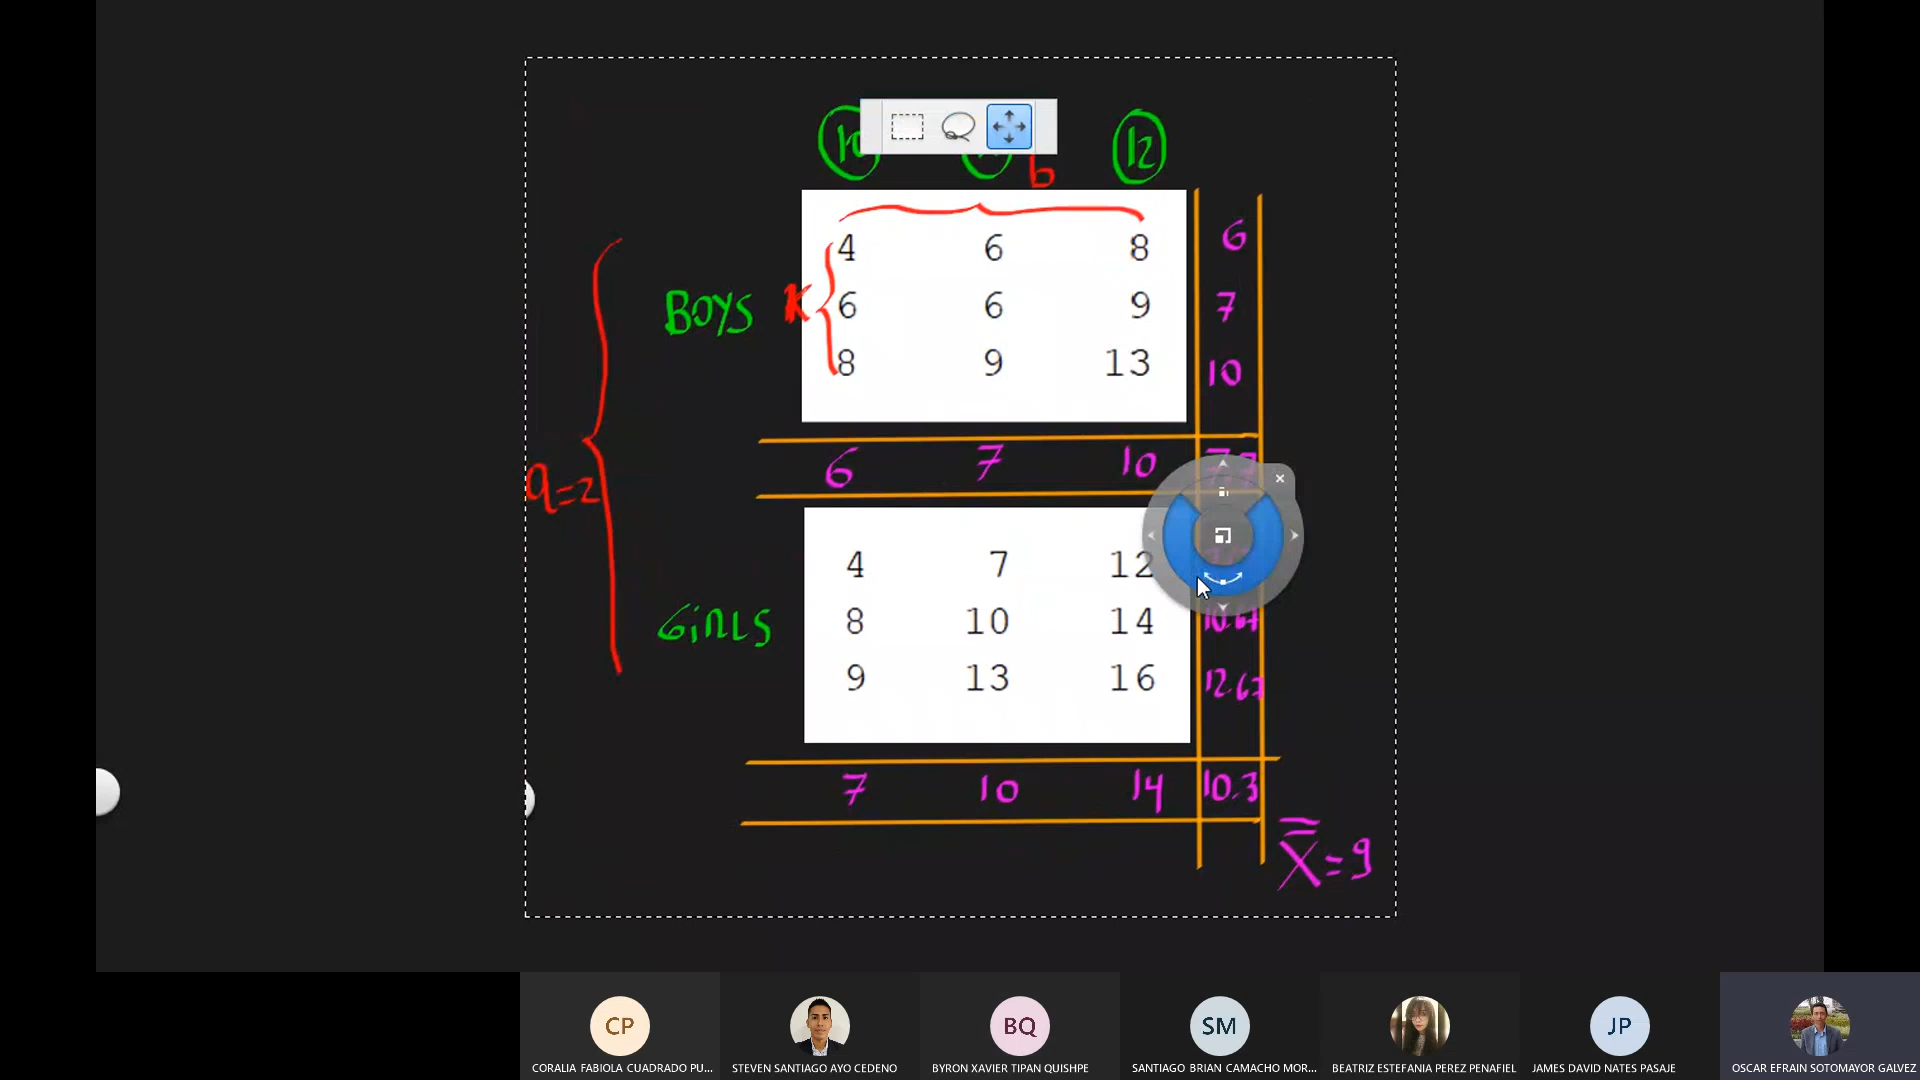 10 12
b
4 6 8 6
BOYS K 6 6 9 7
8 9 13 10
6 7 10
4 7 12
GIRLS 8 10 14 10.67
9 13 16 12.67
a=2
7 10 14 10.3
X=9
CP BQ SM JP
CORALIA FABIOLA CUADRADO PU... STEVEN SANTIAGO AYO CEDENO BYRON XAVIER TIPAN QUISHPE SANTIAGO BRIAN CAMACHO MOR... BEATRIZ ESTEFANIA PEREZ PENAFIEL JAMES DAVID NATES PASAJE OSCAR EFRAIN SOTOMAYOR GALVEZ